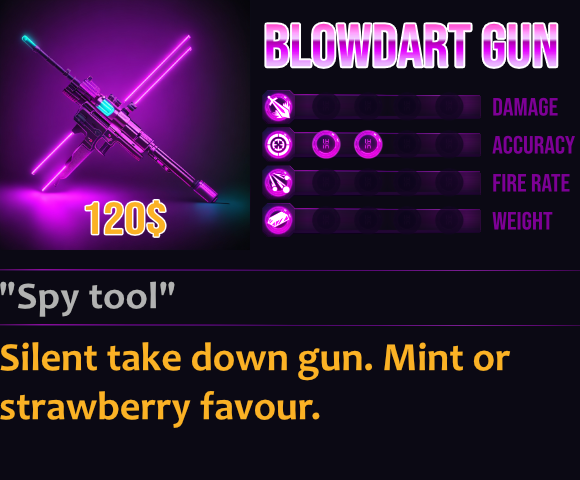 BLOWDART GUN
DAMAGE
ACCURACY
FIRE RATE
WEIGHT
120$
"Spy tool"
Silent take down gun. Mint or
strawberry favour.